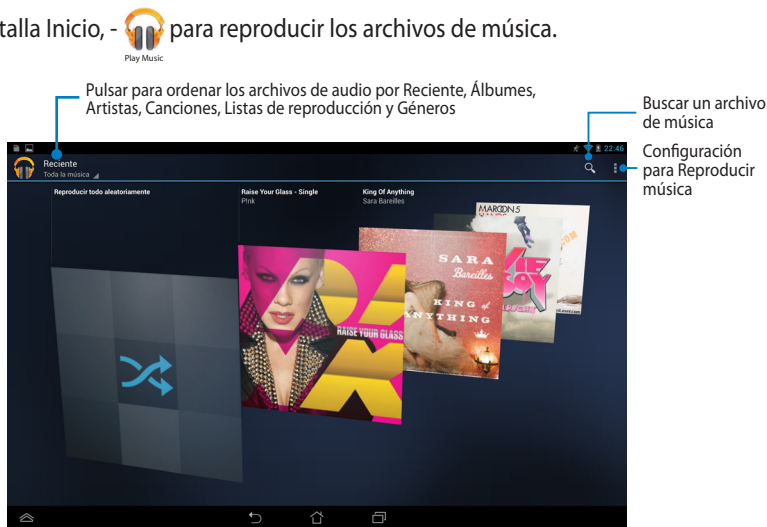 talla Inicio, - para reproducir los archivos de música.
Play Music
Pulsar para ordenar los archivos de audio por Reciente, Álbumes,
Artistas, Canciones, Listas de reproducción y Géneros
Buscar un archivo
de música
Configuración
para Reproducir
música
22:46
Reciente
Toda la música
Reproducir todo aleatoriamente
Raise Your Glass - Single
P!nk
King Of Anything
Sara Bareilles
RAISE YOUR GLASS
SARA
Bareilles
KING of
ANYTHING
MAROON 5